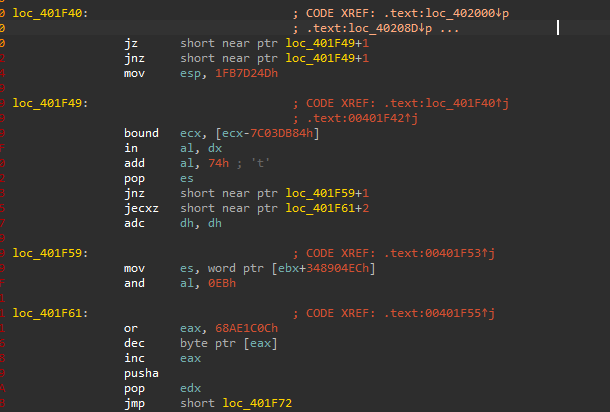 loc_401F40: ; CODE XREF: .text:loc_402000↓p
; .text:loc_40208D↓p ...
jz short near ptr loc_401F49+1
jnz short near ptr loc_401F49+1
mov esp, 1FB7D24Dh
loc_401F49: ; CODE XREF: .text:loc_401F40↑j
; .text:00401F42↑j
bound ecx, [ecx-7C03DB84h]
in al, dx
add al, 74h ; 't'
pop es
jnz short near ptr loc_401F59+1
jecxz short near ptr loc_401F61+2
adc dh, dh
loc_401F59: ; CODE XREF: .text:00401F53↑j
mov es, word ptr [ebx+348904ECh]
and al, 0EBh
loc_401F61: ; CODE XREF: .text:00401F55↑j
or eax, 68AE1C0Ch
dec byte ptr [eax]
inc eax
pusha
pop edx
jmp short loc_401F72